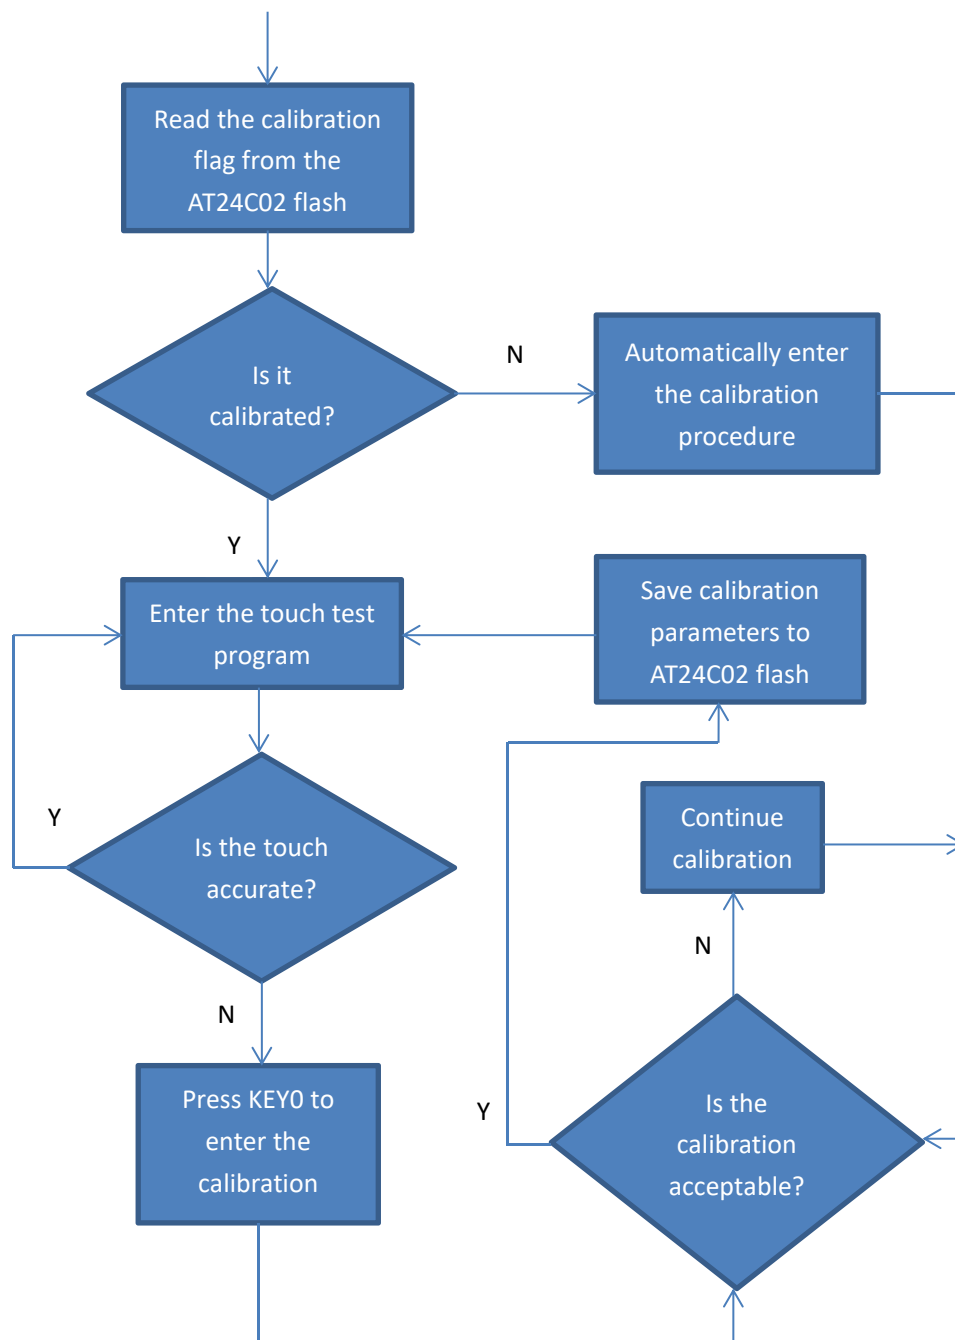 Read the calibration
flag from the
AT24C02 flash
Is it
calibrated?
N
Automatically enter
the calibration
procedure
Y
Enter the touch test
program
Save calibration
parameters to
AT24C02 flash
Is the touch
accurate?
Y
Continue
calibration
N
N
Press KEY0 to
enter the
calibration
Y
Is the
calibration
acceptable?